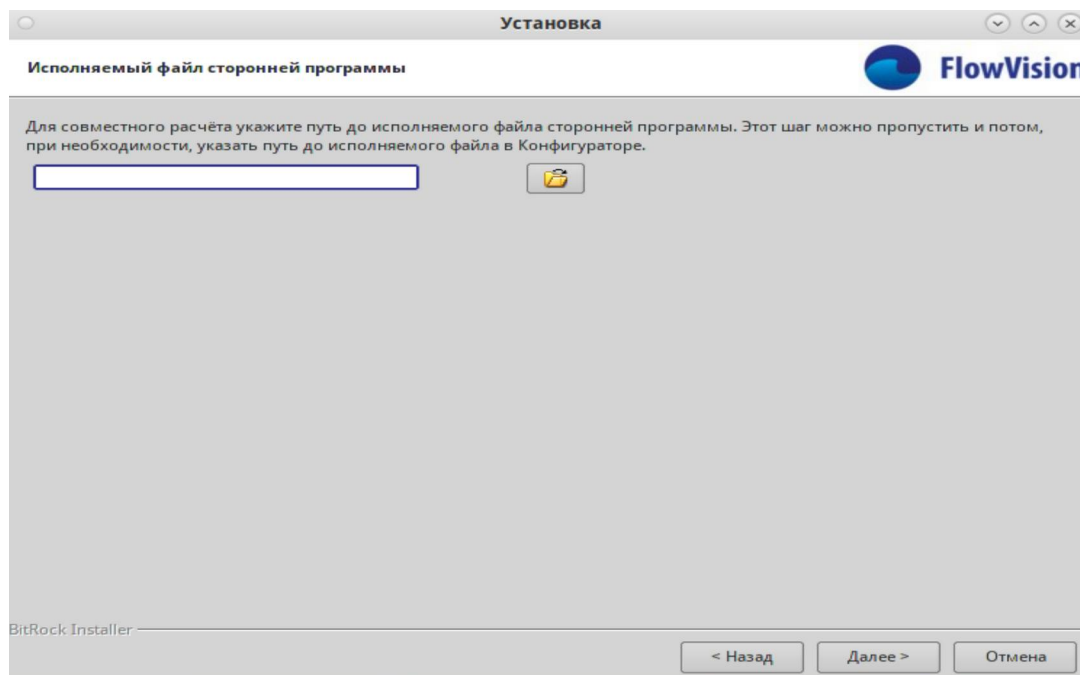 Установка
Исполняемый файл сторонней программы
FlowVision
Для совместного расчёта укажите путь до исполняемого файла сторонней программы. Этот шаг можно пропустить и потом,
при необходимости, указать путь до исполняемого файла в Конфигураторе.
BitRock Installer
< Назад
Далее >
Отмена